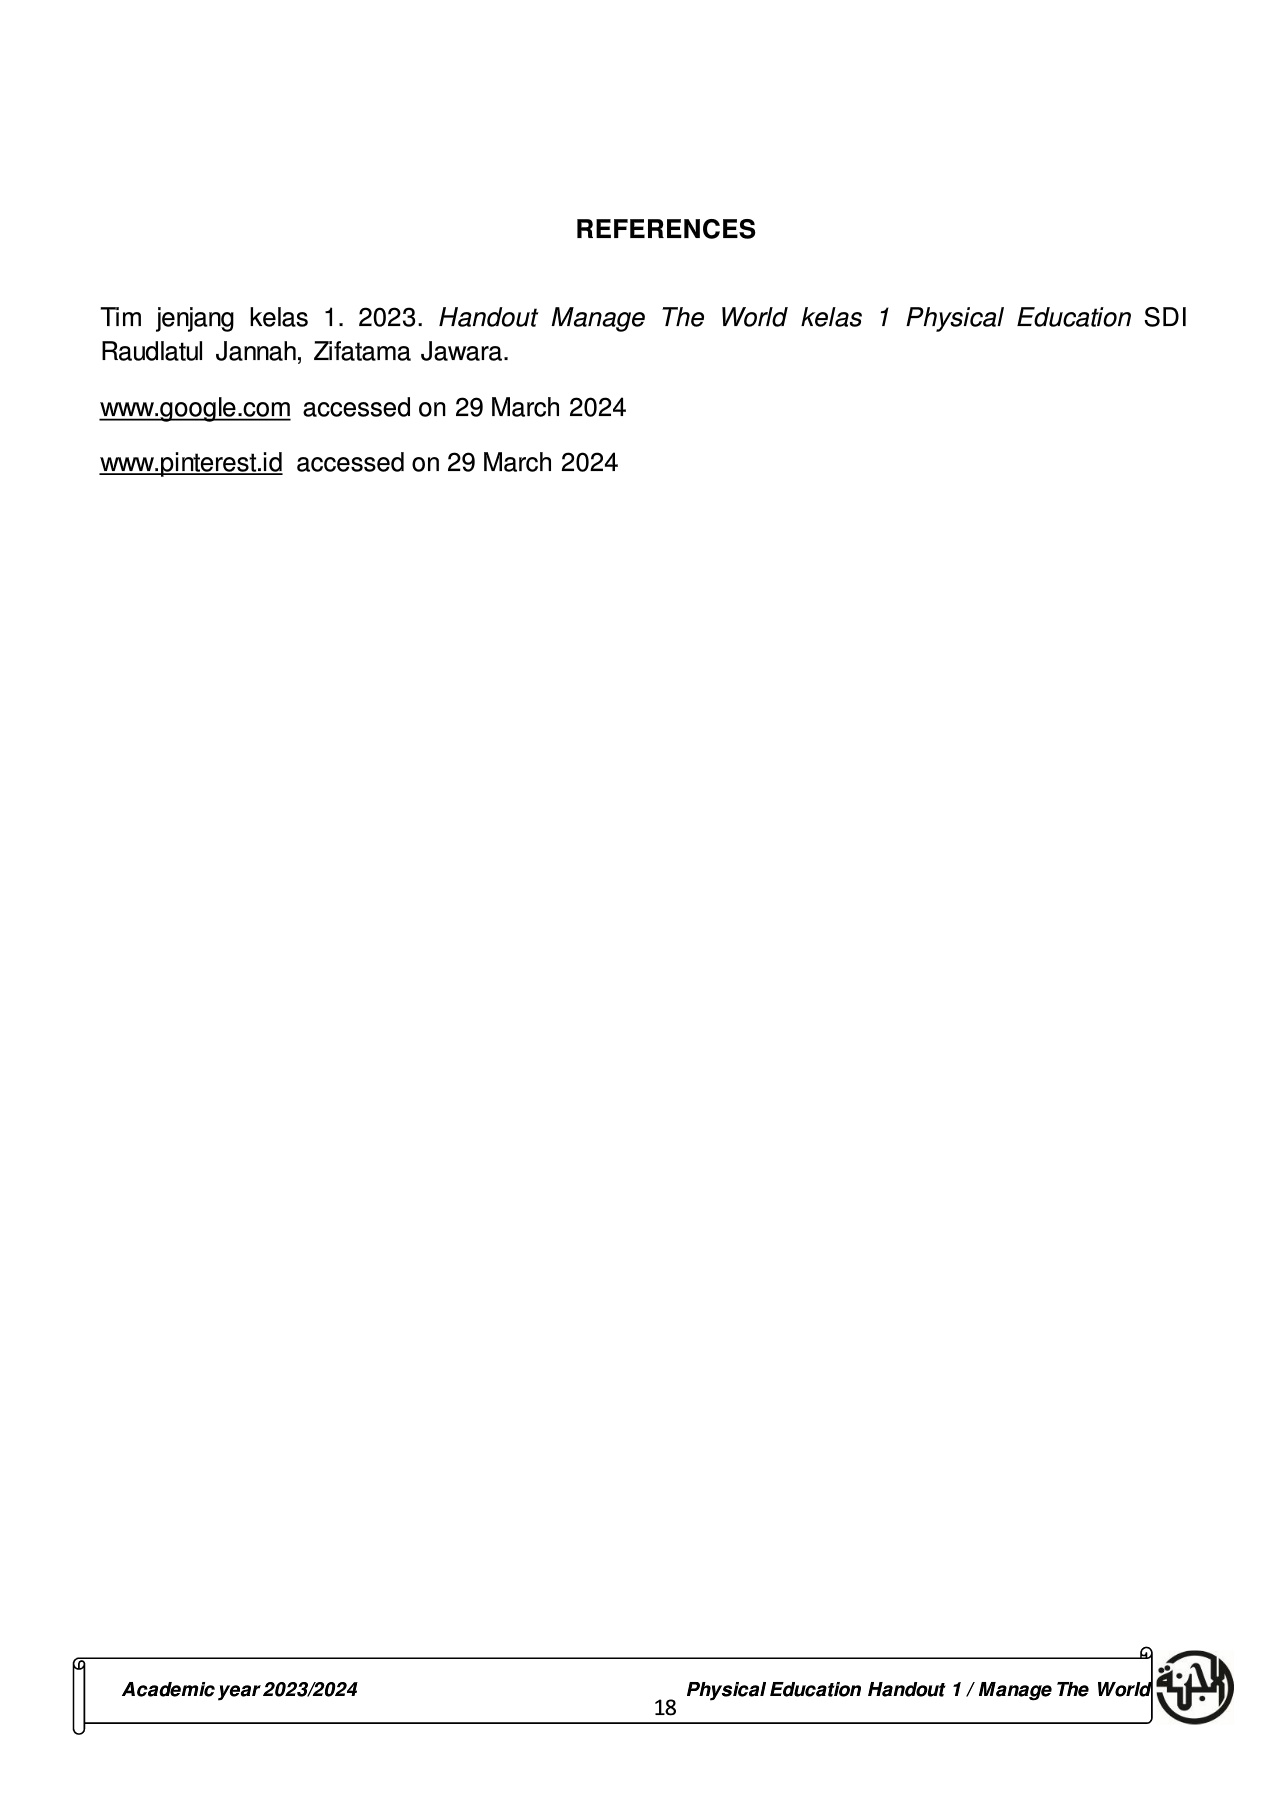 REFERENCES
Tim jenjang kelas 1. 2023. Handout Manage The World kelas 1 Physical Education SDI
Raudlatul Jannah, Zifatama Jawara.
www.google.com accessed on 29 March 2024
www.pinterest.id accessed on 29 March 2024
Academic year 2023/2024
Physical Education Handout 1 / Manage The World
18